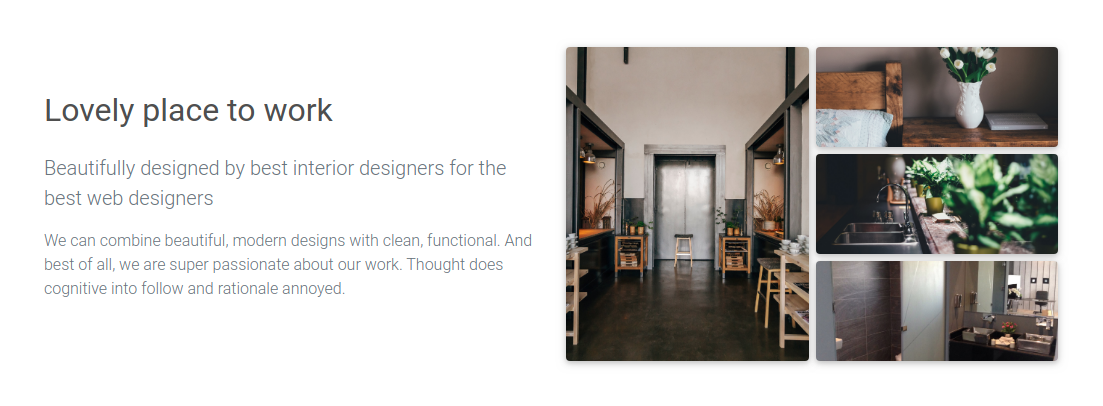 Lovely place to work
Beautifully designed by best interior designers for the
best web designers
We can combine beautiful, modern designs with clean, functional. And
best of all, we are super passionate about our work. Thought does
cognitive into follow and rationale annoyed.